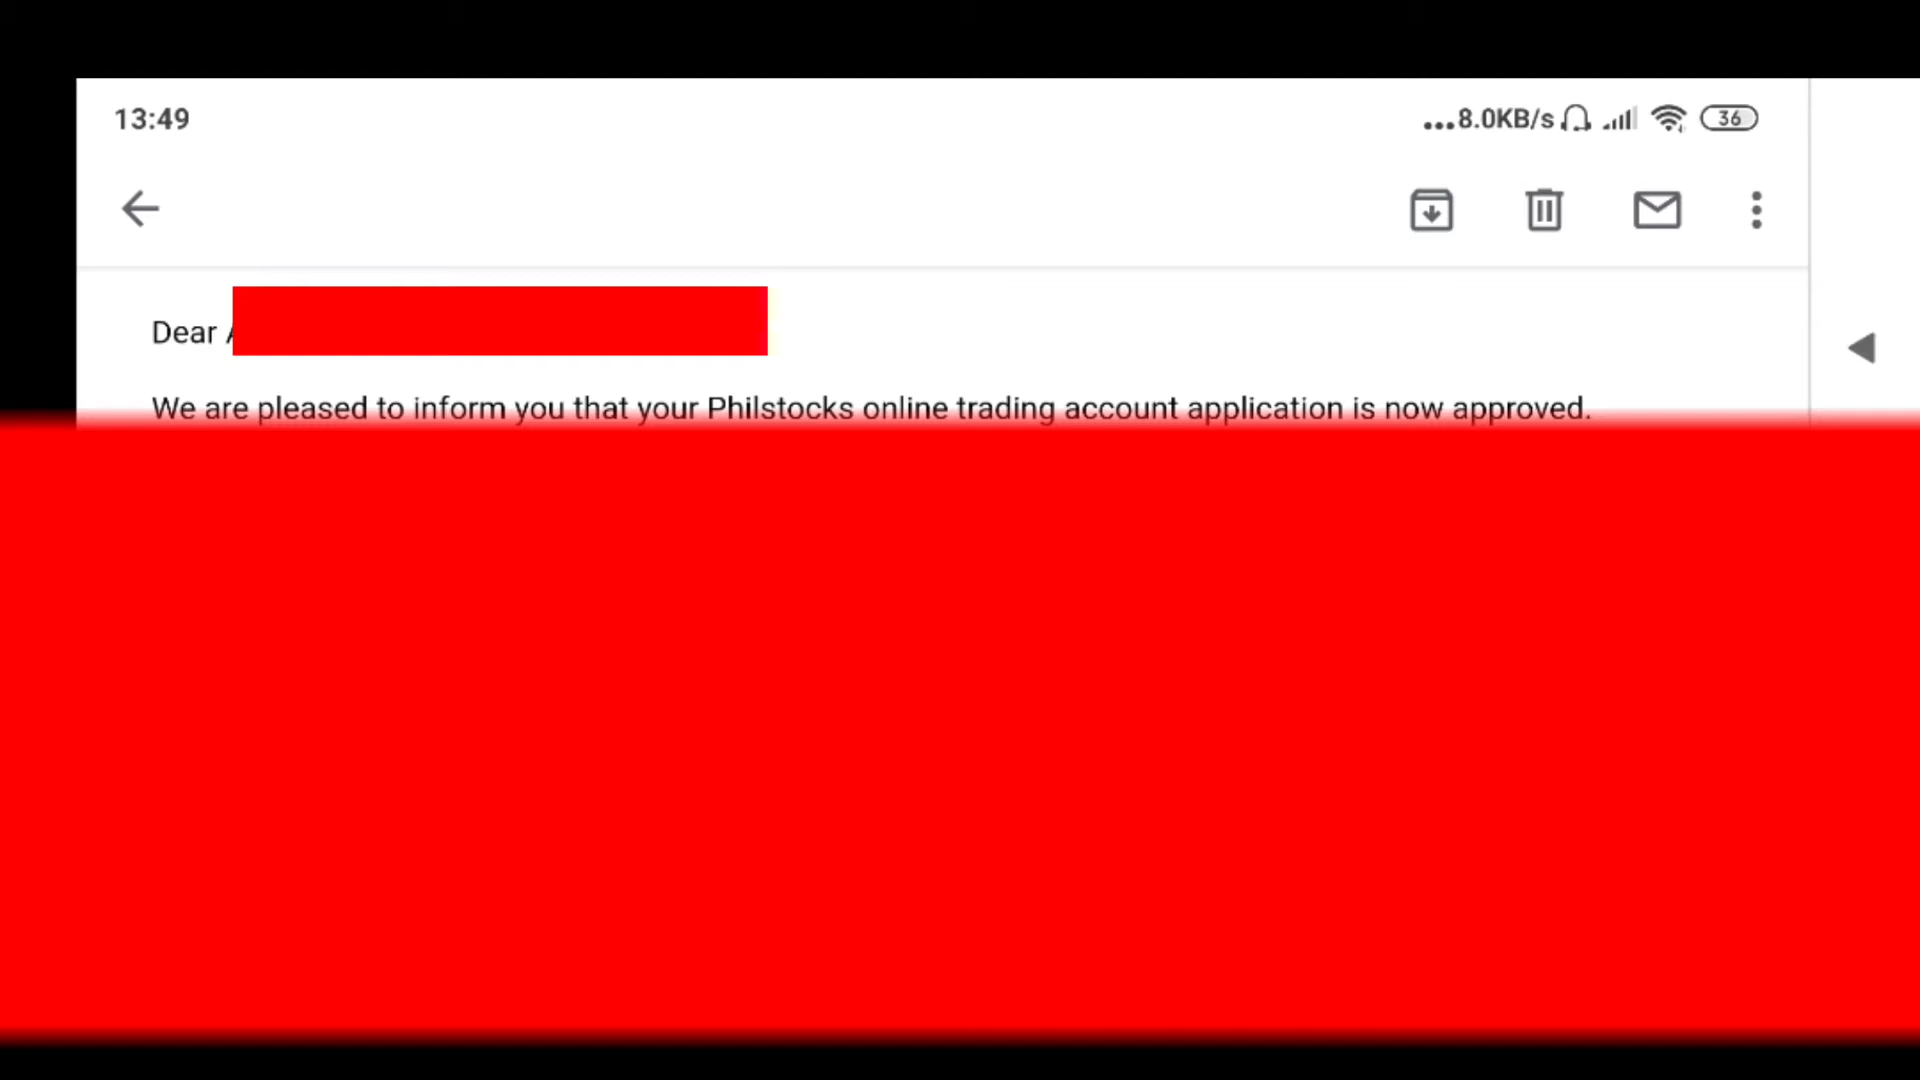 13:49
...8.0KB/s 36
Dear
We are pleased to inform you that your Philstocks online trading account application is now approved.